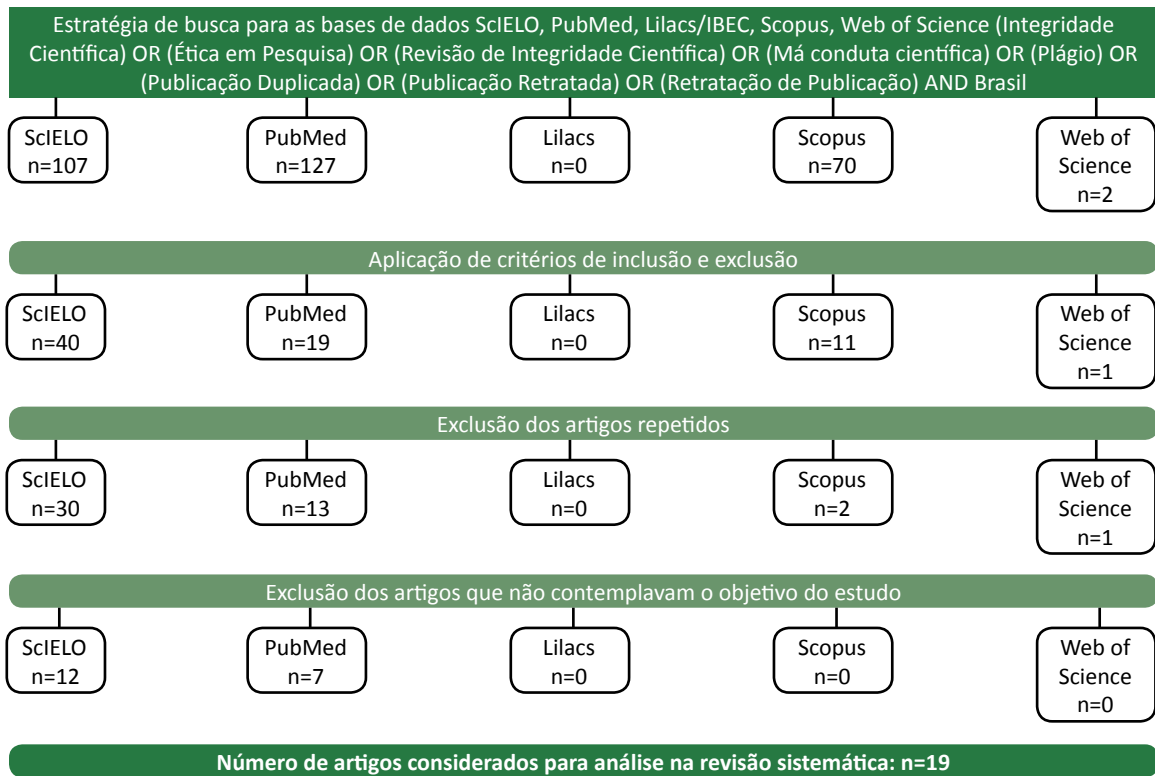 Estratégia de busca para as bases de dados ScIELO, PubMed, Lilacs/IBEC, Scopus, Web of Science (Integridade
Científica) OR (Ética em Pesquisa) OR (Revisão de Integridade Científica) OR (Má conduta científica) OR (Plágio) OR
(Publicação Duplicada) OR (Publicação Retratada) OR (Retratação de Publicação) AND Brasil
ScIELO
n=107
PubMed
n=127
Lilacs
n=0
Scopus
n=70
Web of
Science
n=2
Aplicação de critérios de inclusão e exclusão
ScIELO
n=40
PubMed
n=19
Lilacs
n=0
Scopus
n=11
Web of
Science
n=1
Exclusão dos artigos repetidos
ScIELO
n=30
PubMed
n=13
Lilacs
n=0
Scopus
n=2
Web of
Science
n=1
Exclusão dos artigos que não contemplavam o objetivo do estudo
ScIELO
n=12
PubMed
n=7
Lilacs
n=0
Scopus
n=0
Web of
Science
n=0
Número de artigos considerados para análise na revisão sistemática: n=19